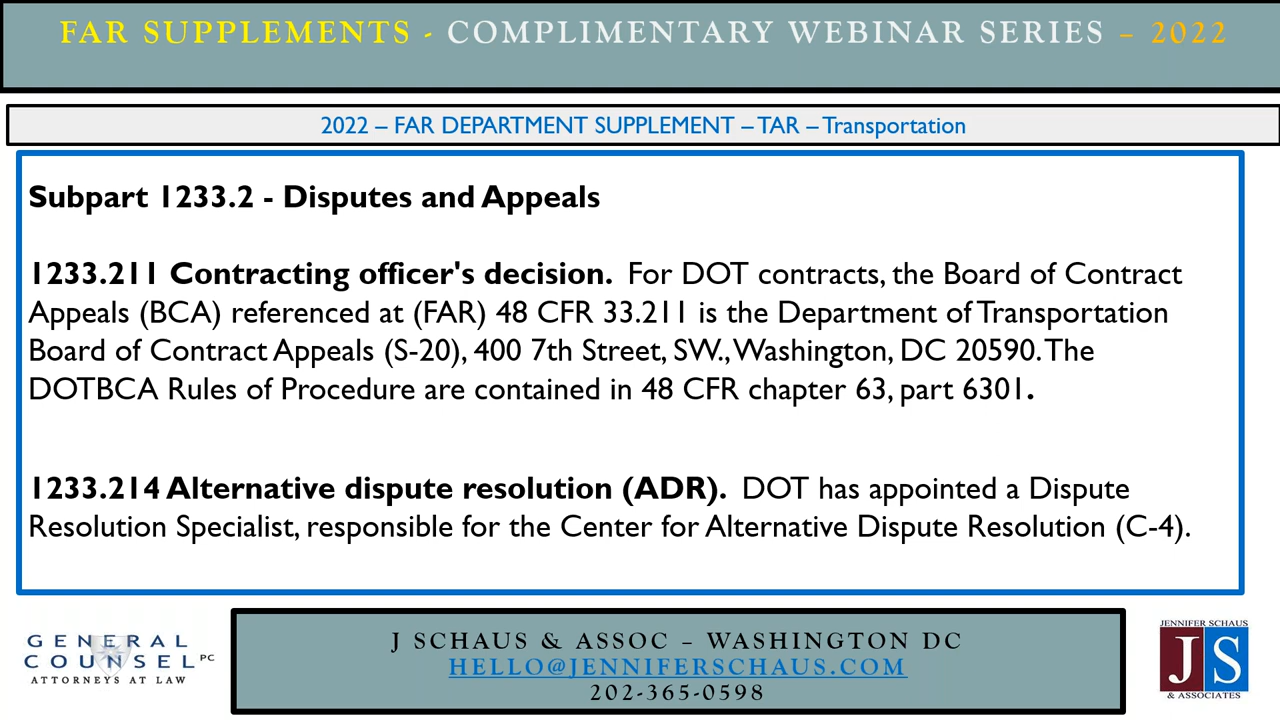 FAR SUPPLEMENTS - COMPLIMENTARY WEBINAR SERIES – 2022
2022 – FAR DEPARTMENT SUPPLEMENT – TAR – Transportation
Subpart 1233.2 - Disputes and Appeals
1233.211 Contracting officer's decision. For DOT contracts, the Board of Contract
Appeals (BCA) referenced at (FAR) 48 CFR 33.211 is the Department of Transportation
Board of Contract Appeals (S-20), 400 7th Street, SW., Washington, DC 20590. The
DOTBCA Rules of Procedure are contained in 48 CFR chapter 63, part 6301.
1233.214 Alternative dispute resolution (ADR). DOT has appointed a Dispute
Resolution Specialist, responsible for the Center for Alternative Dispute Resolution (C-4).
GENERAL
COUNSEL PC
ATTORNEYS AT LAW
J SCHAUS & ASSOC – WASHINGTON DC
HELLO@JENNIFERSCHAUS.COM
202-365-0598
JENNIFER SCHAUS
J S
& ASSOCIATES